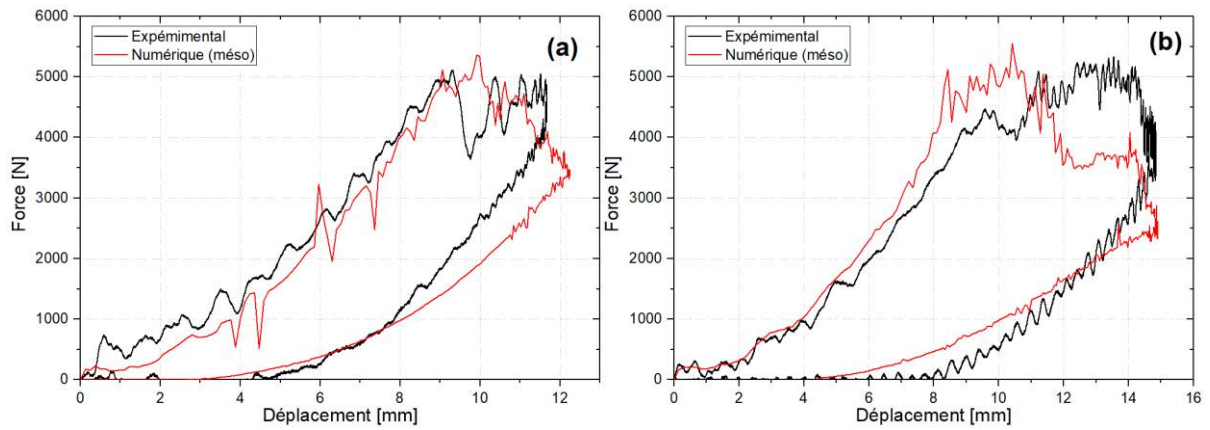 Expémimental
Numérique (méso)
(a)
6000
5000
4000
3000
2000
1000
0
Force [N]
0 2 4 6 8 10 12
Déplacement [mm]
Expémimental
Numérique (méso)
(b)
6000
5000
4000
3000
2000
1000
0
Force [N]
0 2 4 6 8 10 12 14 16
Déplacement [mm]